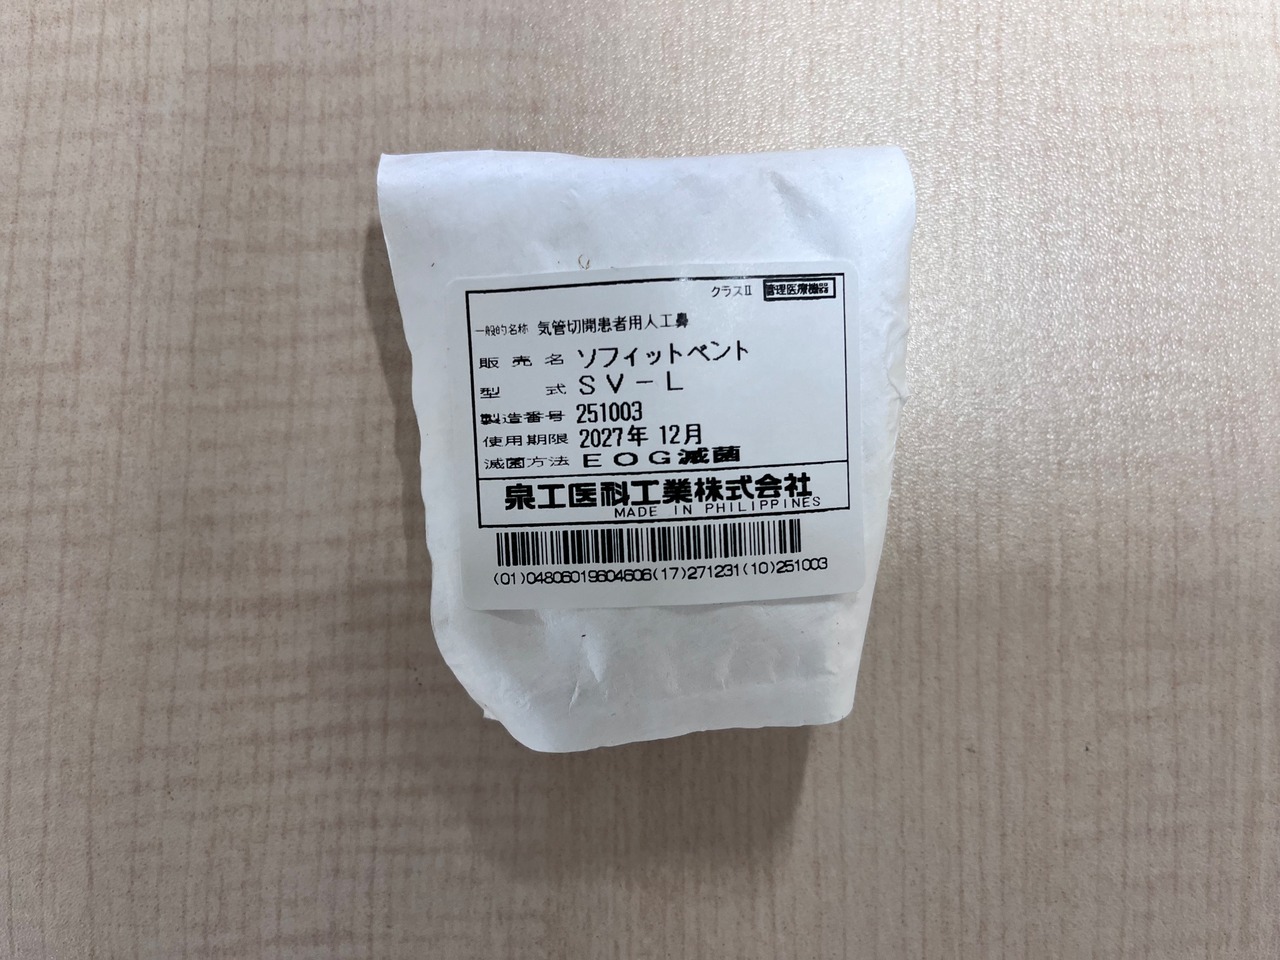 クラスⅡ 管理医療機器
一般的名称 気管切開患者用人工鼻
販売名 ソフィットベント
型式 SV-L
製造番号 251003
使用期限 2027年 12月
滅菌方法 EOG滅菌
泉工医科工業株式会社
MADE IN PHILIPPINES
(01)04806019604606(17)271231(10)251003